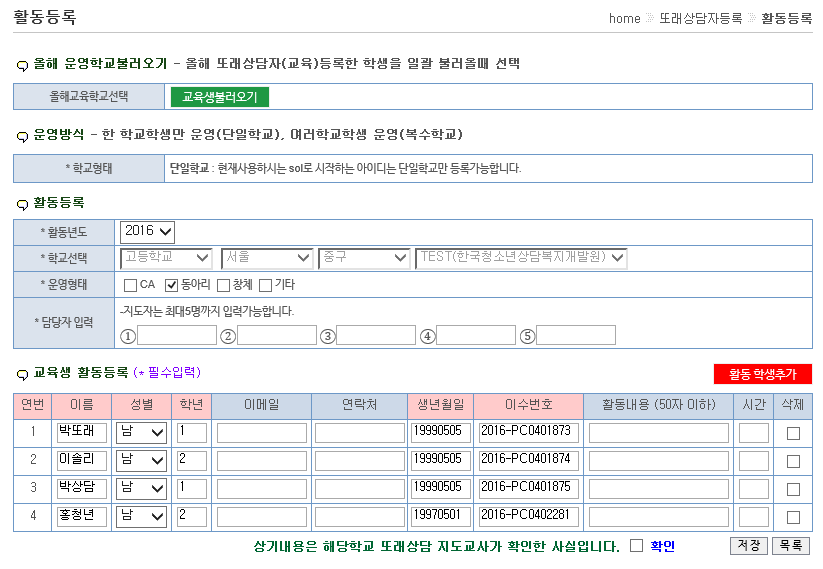 활동등록
home 또래상담자등록 활동등록
올해 운영학교불러오기 - 올해 또래상담자(교육)등록한 학생을 일괄 불러올때 선택
올해교육학교선택 교육생불러오기
운영방식 - 한 학교학생만 운영(단일학교), 여러학교학생 운영(복수학교)
* 학교형태 단일학교 : 현재사용하시는 sol로 시작하는 아이디는 단일학교만 등록가능합니다.
활동등록
* 활동년도 2016
* 학교선택 고등학교 서울 중구 TEST(한국청소년상담복지개발원)
* 운영형태 CA 동아리 창체 기타
* 담당자 입력 -지도자는 최대5명까지 입력가능합니다.
① ② ③ ④ ⑤
교육생 활동등록 (* 필수입력) 활동 학생추가
연번 이름 성별 학년 이메일 연락처 생년월일 이수번호 활동내용 (50자 이하) 시간 삭제
1 박또래 남 1 19990505 2016-PC0401873
2 이솔리 남 2 19990505 2016-PC0401874
3 박상담 남 1 19990505 2016-PC0401875
4 홍청년 남 2 19970501 2016-PC0402281
상기내용은 해당학교 또래상담 지도교사가 확인한 사실입니다. 확인 저장 목록